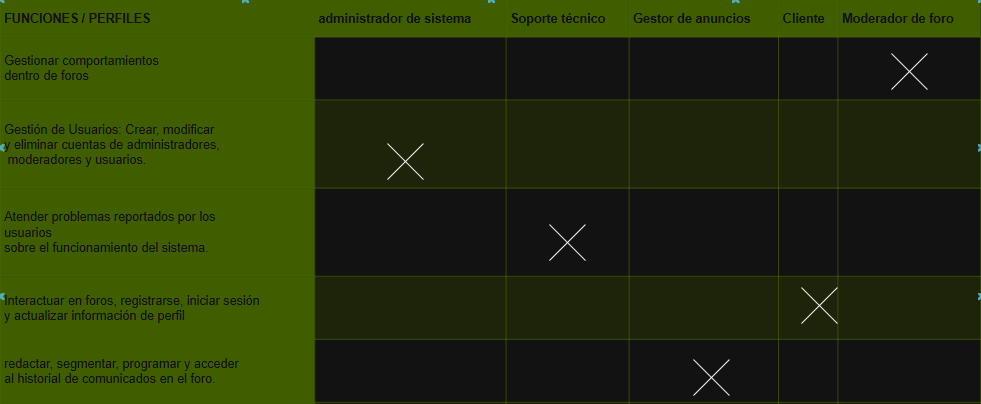 FUNCIONES / PERFILES administrador de sistema Soporte técnico Gestor de anuncios Cliente Moderador de foro
Gestionar comportamientos
dentro de foros
Gestión de Usuarios: Crear, modificar
y eliminar cuentas de administradores,
moderadores y usuarios.
Atender problemas reportados por los
usuarios
sobre el funcionamiento del sistema.
Interactuar en foros, registrarse, iniciar sesión
y actualizar información de perfil
redactar, segmentar, programar y acceder
al historial de comunicados en el foro.